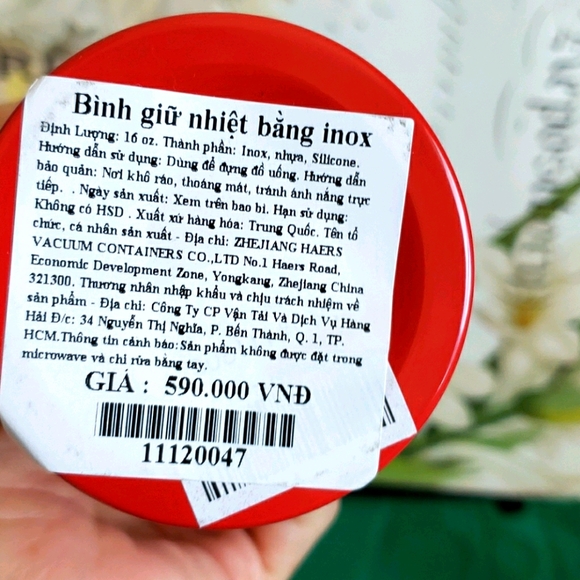 Bình giữ nhiệt bằng inox
Định Lượng: 16 oz. Thành phần: Inox, nhựa, Silicone.
Hướng dẫn sử dụng: Dùng để đựng đồ uống. Hướng dẫn
bảo quản: Nơi khô ráo, thoáng mát, tránh ánh nắng trực
tiếp. . Ngày sản xuất: Xem trên bao bì. Hạn sử dụng:
Không có HSD . Xuất xứ hàng hóa: Trung Quốc. Tên tổ
chức, cá nhân sản xuất - Địa chỉ: ZHEJIANG HAERS
VACUUM CONTAINERS CO.,LTD No.1 Haers Road,
Economic Development Zone, Yongkang, Zhejiang China
321300. Thương nhân nhập khẩu và chịu trách nhiệm về
sản phẩm - Địa chỉ: Công Ty CP Vận Tải Và Dịch Vụ Hàng
Hải Đ/c: 34 Nguyễn Thị Nghĩa, P. Bến Thành, Q. 1, TP.
HCM.Thông tin cảnh báo:Sản phẩm không được đặt trong
microwave và chỉ rửa bằng tay.
GIÁ : 590.000 VNĐ
11120047